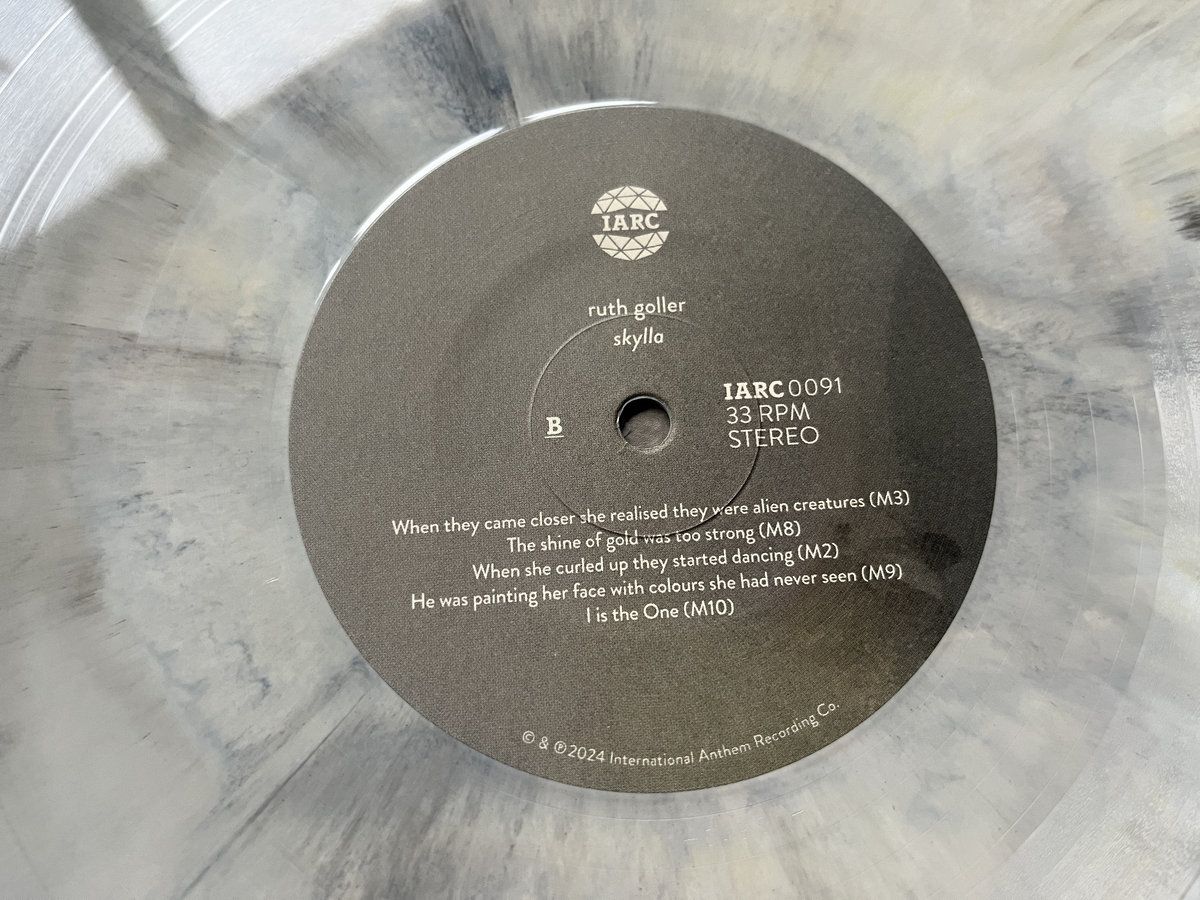 IARC
ruth goller
skylla
B
IARC0091
33 RPM
STEREO
When they came closer she realised they were alien creatures (M3)
The shine of gold was too strong (M8)
When she curled up they started dancing (M2)
He was painting her face with colours she had never seen (M9)
I is the One (M10)
© & ℗2024 International Anthem Recording Co.